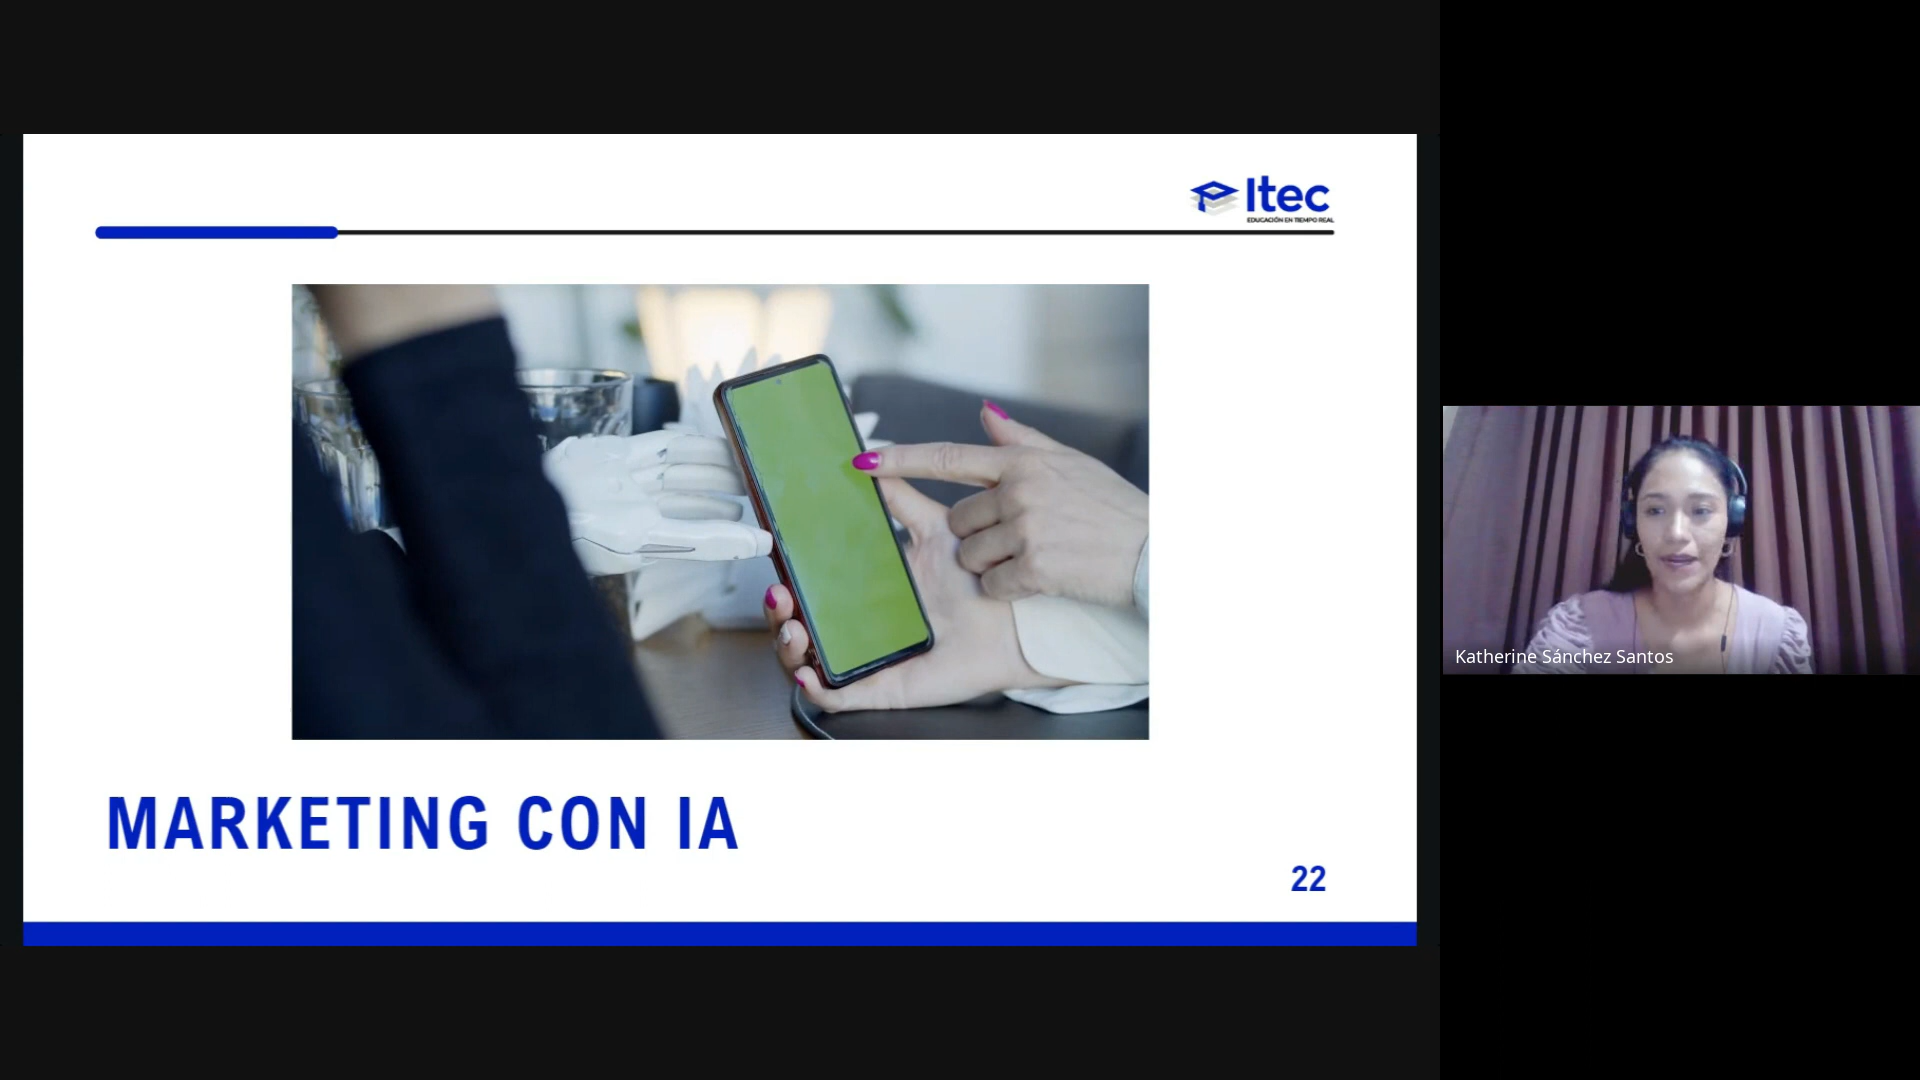 Itec
EDUCACIÓN EN TIEMPO REAL
MARKETING CON IA
22
Katherine Sánchez Santos